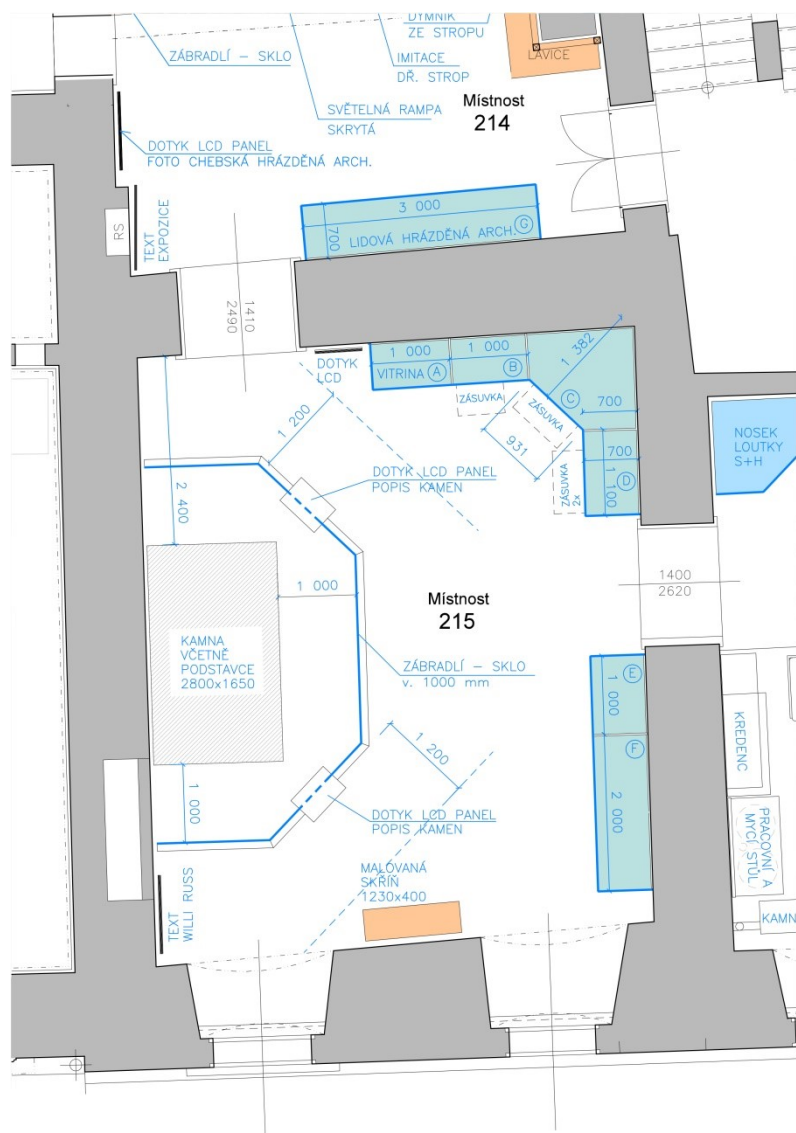 DÝMNÍK
ZE STROPU
LAVICE
ZÁBRADLÍ – SKLO
IMITACE
DŘ. STROP
SVĚTELNÁ RAMPA
SKRYTÁ
Místnost
214
DOTYK LCD PANEL
FOTO CHEBSKÁ HRÁZDĚNÁ ARCH.
RS
TEXT
EXPOZICE
3 000
700
LIDOVÁ HRÁZDĚNÁ ARCH. G
1410
2490
DOTYK
LCD
1 000
1 000
VITRINA A
B
1 382
C
700
ZÁSUVKA
ZÁSUVKA
931
700
1 100
D
ZÁSUVKA
2x
NOSEK
LOUTKY
S+H
1 200
2 400
DOTYK LCD PANEL
POPIS KAMEN
1 000
1400
2620
Místnost
215
KAMNA
VČETNĚ
PODSTAVCE
2800x1650
ZÁBRADLÍ – SKLO
v. 1000 mm
E
1 000
F
2 000
KREDENC
1 200
1 000
DOTYK LCD PANEL
POPIS KAMEN
PRACOVNÍ A
MYCÍ STŮL
MALOVANÁ
SKŘÍŇ
1230x400
TEXT
WILLI RUSS
KAMN